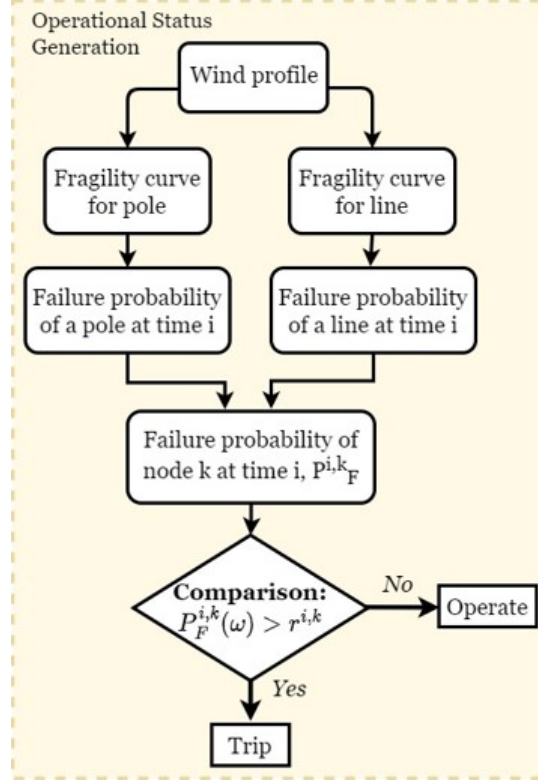 Operational Status
Generation
Wind profile
Fragility curve
for pole
Fragility curve
for line
Failure probability
of a pole at time i
Failure probability
of a line at time i
Failure probability of
node k at time i, P^{i,k}_F
Comparison:
P_F^{i,k}(ω) > r^{i,k}
No
Operate
Yes
Trip